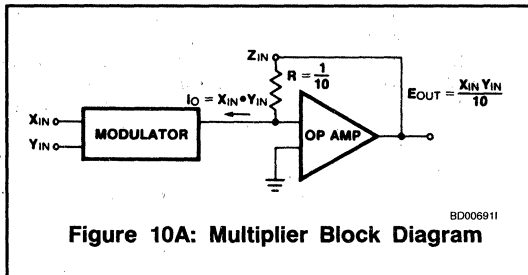 Z_IN
R = 1/10
I_O = X_IN•Y_IN
E_OUT = X_IN Y_IN / 10
X_IN
Y_IN
MODULATOR
OP AMP
BD00691I
Figure 10A: Multiplier Block Diagram